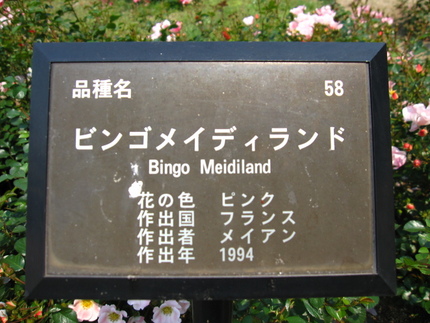 品種名 58
ビンゴメイディランド
Bingo Meidiland
花の色 ピンク
作出国 フランス
作出者 メイアン
作出年 1994